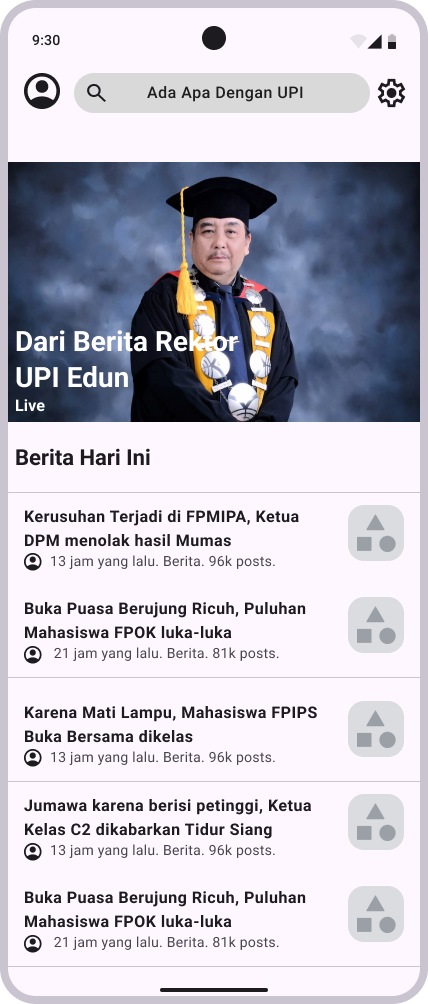 9:30
Ada Apa Dengan UPI
Dari Berita Rektor
UPI Edun
Live
Berita Hari Ini
Kerusuhan Terjadi di FPMIPA, Ketua
DPM menolak hasil Mumas
13 jam yang lalu. Berita. 96k posts.
Buka Puasa Berujung Ricuh, Puluhan
Mahasiswa FPOK luka-luka
21 jam yang lalu. Berita. 81k posts.
Karena Mati Lampu, Mahasiswa FPIPS
Buka Bersama dikelas
13 jam yang lalu. Berita. 96k posts.
Jumawa karena berisi petinggi, Ketua
Kelas C2 dikabarkan Tidur Siang
13 jam yang lalu. Berita. 96k posts.
Buka Puasa Berujung Ricuh, Puluhan
Mahasiswa FPOK luka-luka
21 jam yang lalu. Berita. 81k posts.